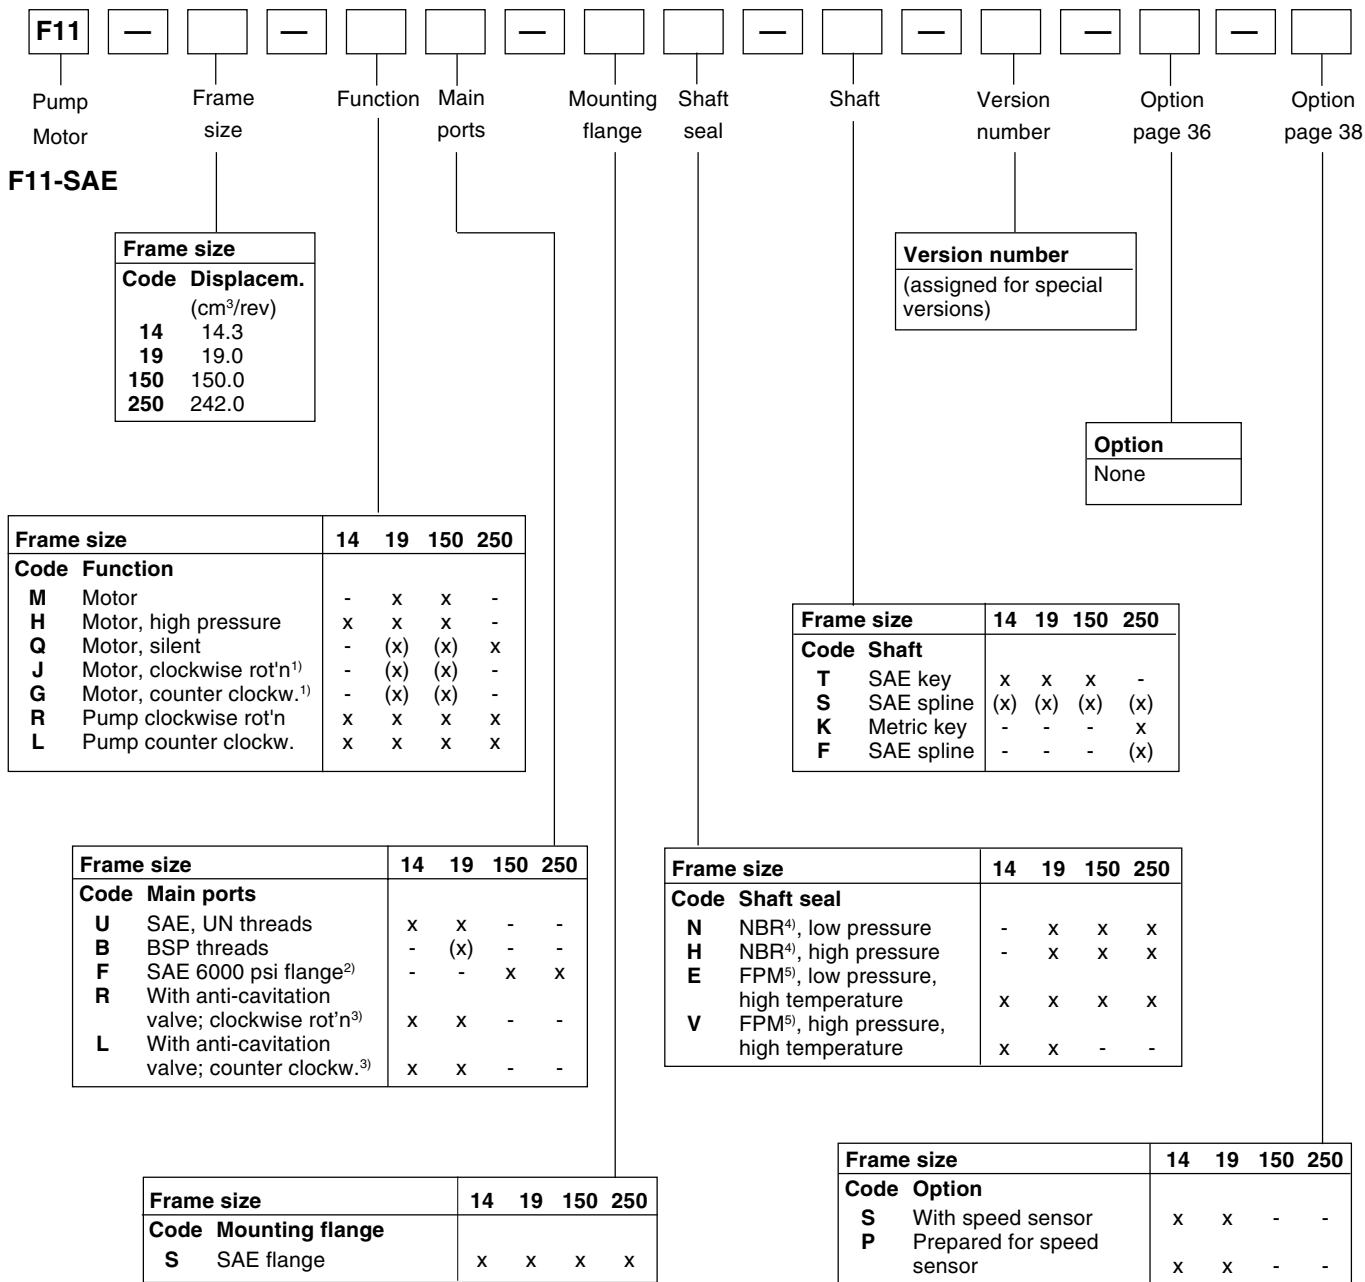 F11 — — — — — — —
Pump Motor
Frame size
Function
Main ports
Mounting flange
Shaft seal
Shaft
Version number
Option page 36
Option page 38
F11-SAE
Frame size
Code Displacem.
(cm³/rev)
14 14.3
19 19.0
150 150.0
250 242.0
Version number
(assigned for special
versions)
Option
None
Frame size 14 19 150 250
Code Function
M Motor - x x -
H Motor, high pressure x x x -
Q Motor, silent - (x) (x) x
J Motor, clockwise rot'n¹⁾ - (x) (x) -
G Motor, counter clockw.¹⁾ - (x) (x) -
R Pump clockwise rot'n x x x x
L Pump counter clockw. x x x x
Frame size 14 19 150 250
Code Shaft
T SAE key x x x -
S SAE spline (x) (x) (x) (x)
K Metric key - - - x
F SAE spline - - - (x)
Frame size 14 19 150 250
Code Main ports
U SAE, UN threads x x - -
B BSP threads - (x) - -
F SAE 6000 psi flange²⁾ - - x x
R With anti-cavitation
valve; clockwise rot’n³⁾ x x - -
L With anti-cavitation
valve; counter clockw.³⁾ x x - -
Frame size 14 19 150 250
Code Shaft seal
N NBR⁴⁾, low pressure - x x x
H NBR⁴⁾, high pressure - x x x
E FPM⁵⁾, low pressure,
high temperature x x x x
V FPM⁵⁾, high pressure,
high temperature x x - -
Frame size 14 19 150 250
Code Mounting flange
S SAE flange x x x x
Frame size 14 19 150 250
Code Option
S With speed sensor x x - -
P Prepared for speed
sensor x x - -